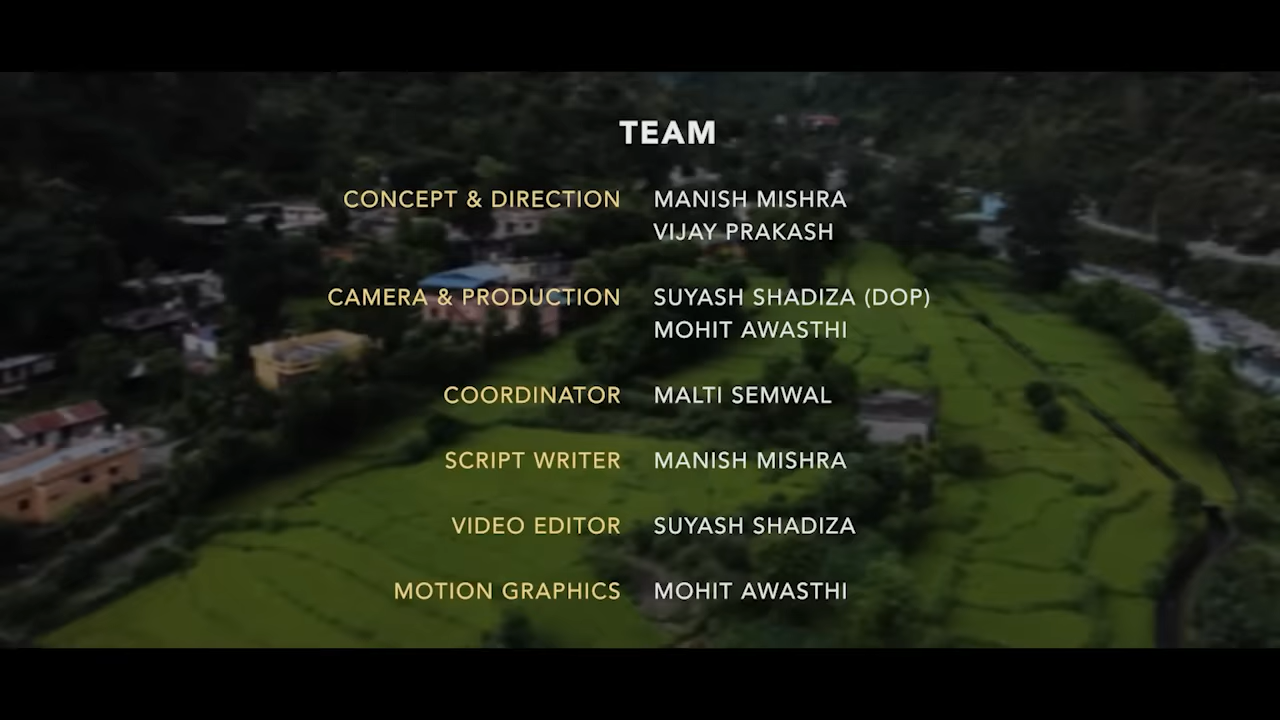 TEAM
CONCEPT & DIRECTION MANISH MISHRA
VIJAY PRAKASH
CAMERA & PRODUCTION SUYASH SHADIZA (DOP)
MOHIT AWASTHI
COORDINATOR MALTI SEMWAL
SCRIPT WRITER MANISH MISHRA
VIDEO EDITOR SUYASH SHADIZA
MOTION GRAPHICS MOHIT AWASTHI